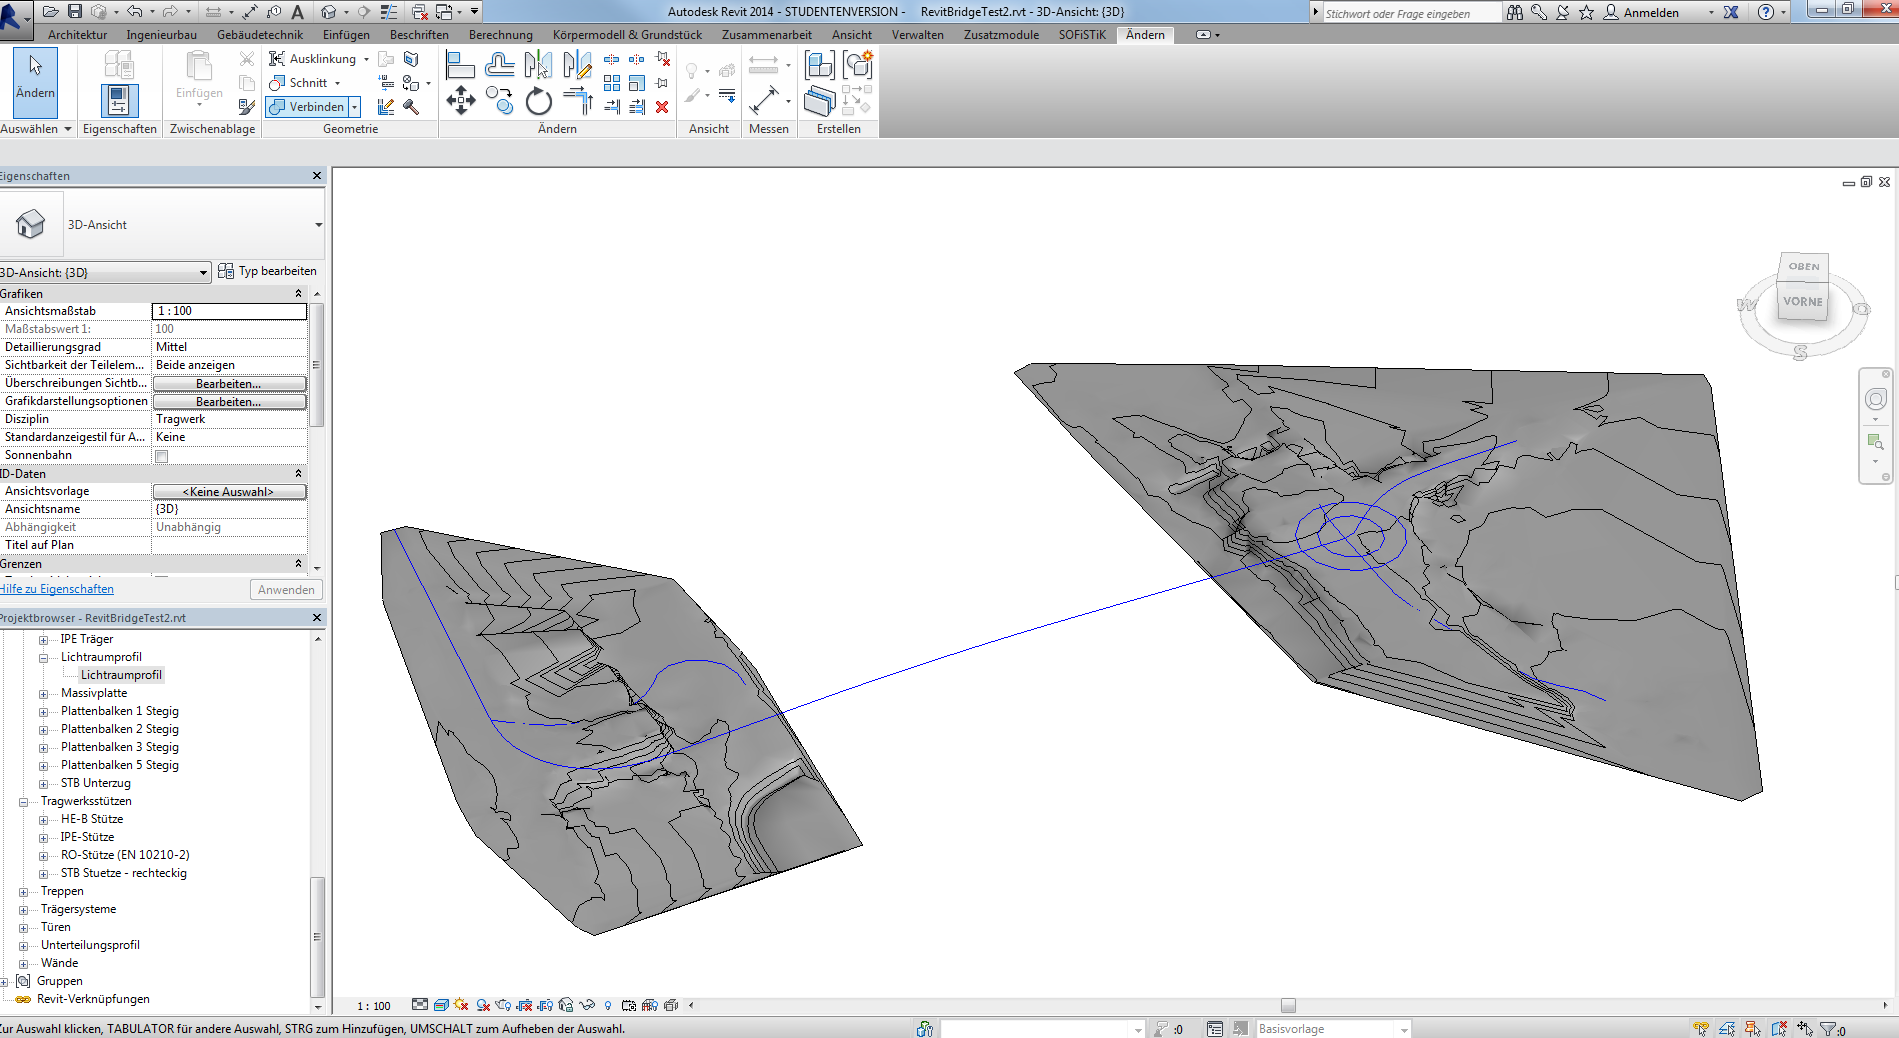 Autodesk Revit 2014 - STUDENTENVERSION - RevitBridgeTest2.rvt - 3D-Ansicht: {3D}
Stichwort oder Frage eingeben
Anmelden
Architektur Ingenieurbau Gebäudetechnik Einfügen Beschriften Berechnung Körpermodell & Grundstück Zusammenarbeit Ansicht Verwalten Zusatzmodule SOFiSTiK Ändern
Ändern
Einfügen
Ausklinkung
Schnitt
Verbinden
Auswählen Eigenschaften Zwischenablage Geometrie Ändern Ansicht Messen Erstellen
Eigenschaften
3D-Ansicht
3D-Ansicht: {3D} Typ bearbeiten
Grafiken
Ansichtsmaßstab 1 : 100
Maßstabswert 1: 100
Detaillierungsgrad Mittel
Sichtbarkeit der Teilelem... Beide anzeigen
Überschreibungen Sichtb... Bearbeiten...
Grafikdarstellungsoptionen Bearbeiten...
Disziplin Tragwerk
Standardanzeigestil für A... Keine
Sonnenbahn
ID-Daten
Ansichtsvorlage <Keine Auswahl>
Ansichtsname {3D}
Abhängigkeit Unabhängig
Titel auf Plan
Grenzen
Hilfe zu Eigenschaften Anwenden
Projektbrowser - RevitBridgeTest2.rvt
IPE Träger
Lichtraumprofil
Lichtraumprofil
Massivplatte
Plattenbalken 1 Stegig
Plattenbalken 2 Stegig
Plattenbalken 3 Stegig
Plattenbalken 5 Stegig
STB Unterzug
Tragwerksstützen
HE-B Stütze
IPE-Stütze
RO-Stütze (EN 10210-2)
STB Stuetze - rechteckig
Treppen
Trägersysteme
Türen
Unterteilungsprofil
Wände
Gruppen
Revit-Verknüpfungen
OBEN
VORNE
W
O
S
1 : 100
Zur Auswahl klicken, TABULATOR für andere Auswahl, STRG zum Hinzufügen, UMSCHALT zum Aufheben der Auswahl.
:0
Basisvorlage
:0